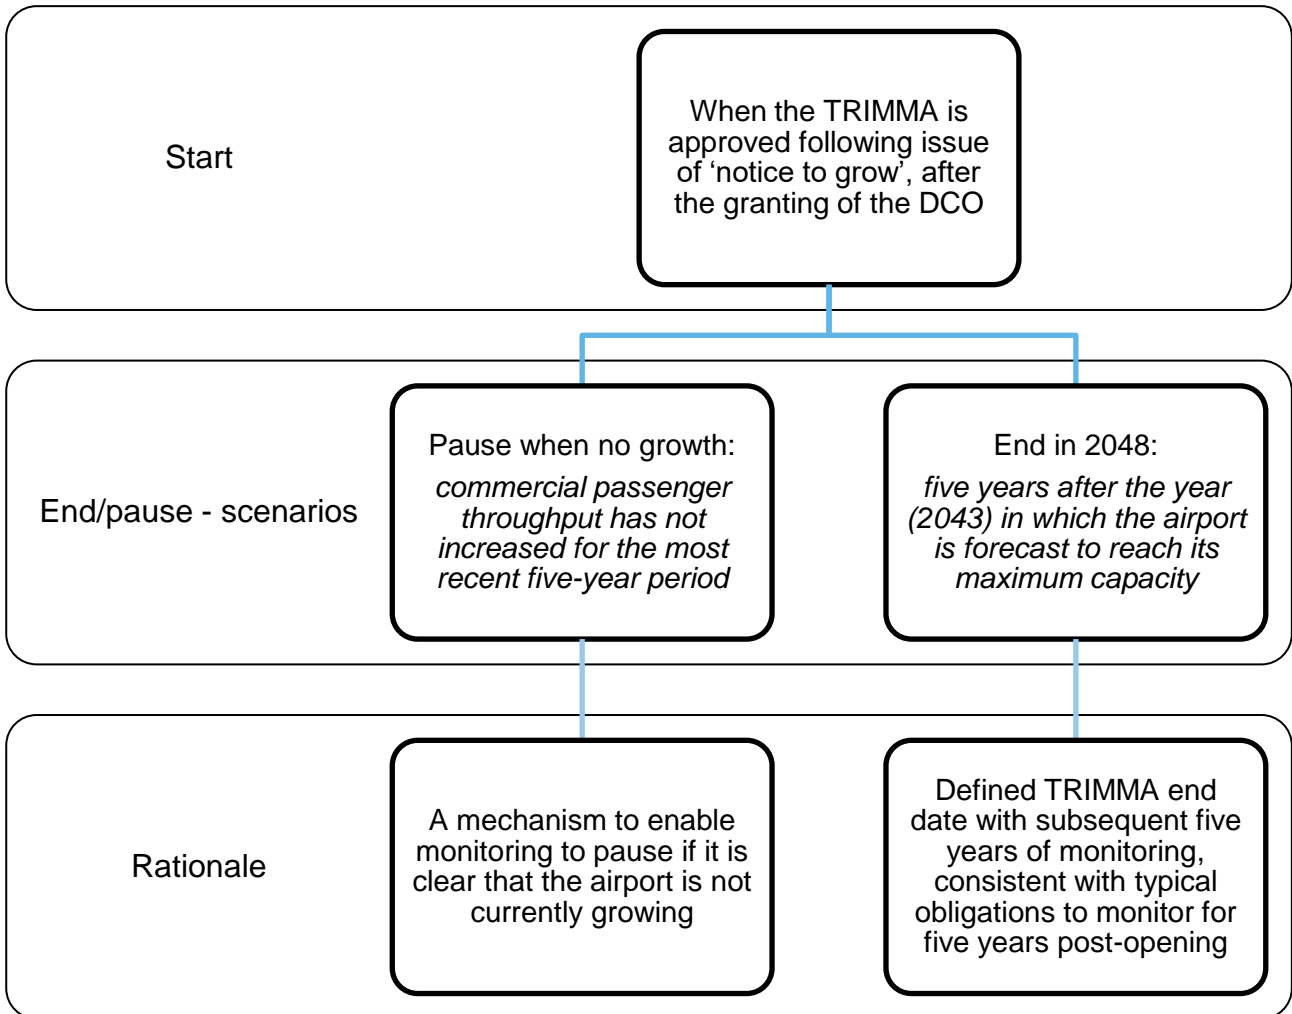 Start
When the TRIMMA is
approved following issue
of ‘notice to grow’, after
the granting of the DCO
End/pause - scenarios
Pause when no growth:
commercial passenger
throughput has not
increased for the most
recent five-year period
End in 2048:
five years after the year
(2043) in which the airport
is forecast to reach its
maximum capacity
Rationale
A mechanism to enable
monitoring to pause if it is
clear that the airport is not
currently growing
Defined TRIMMA end
date with subsequent five
years of monitoring,
consistent with typical
obligations to monitor for
five years post-opening